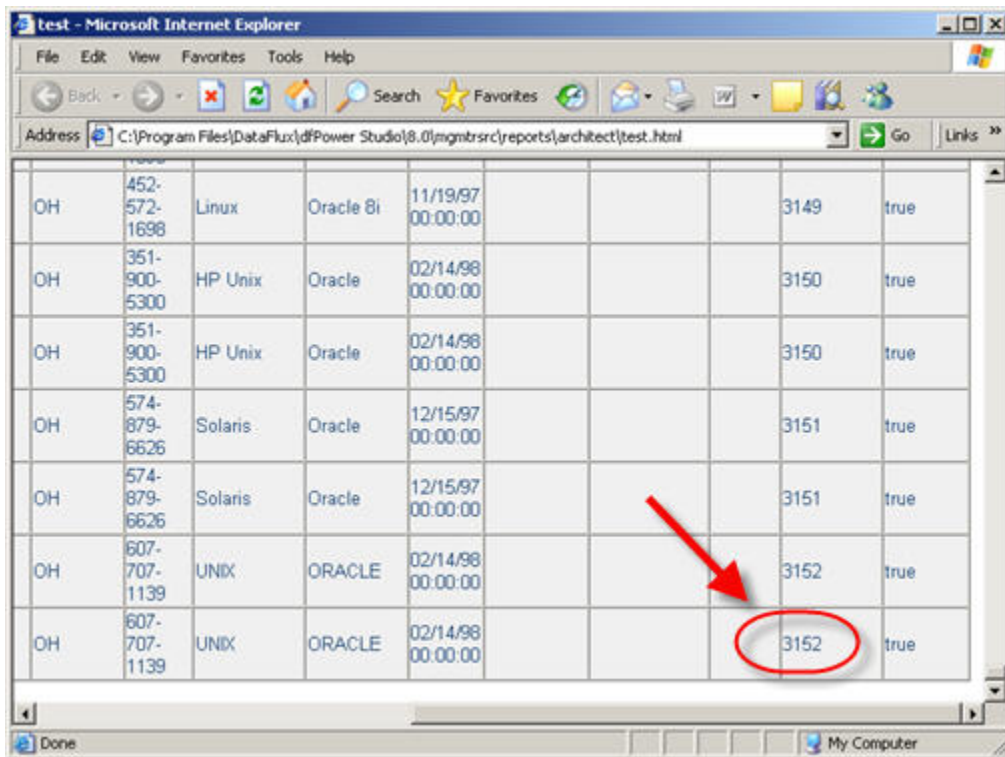 test - Microsoft Internet Explorer
File Edit View Favorites Tools Help
Back Search Favorites
Address C:\Program Files\DataFlux\dfPower Studio\8.0\mgmtrsrc\reports\architect\test.html Go Links »
OH 452-572-1698 Linux Oracle 8i 11/19/97 00:00:00 3149 true
OH 351-900-5300 HP Unix Oracle 02/14/98 00:00:00 3150 true
OH 351-900-5300 HP Unix Oracle 02/14/98 00:00:00 3150 true
OH 574-879-6626 Solaris Oracle 12/15/97 00:00:00 3151 true
OH 574-879-6626 Solaris Oracle 12/15/97 00:00:00 3151 true
OH 607-707-1139 UNIX ORACLE 02/14/98 00:00:00 3152 true
OH 607-707-1139 UNIX ORACLE 02/14/98 00:00:00 3152 true
Done My Computer